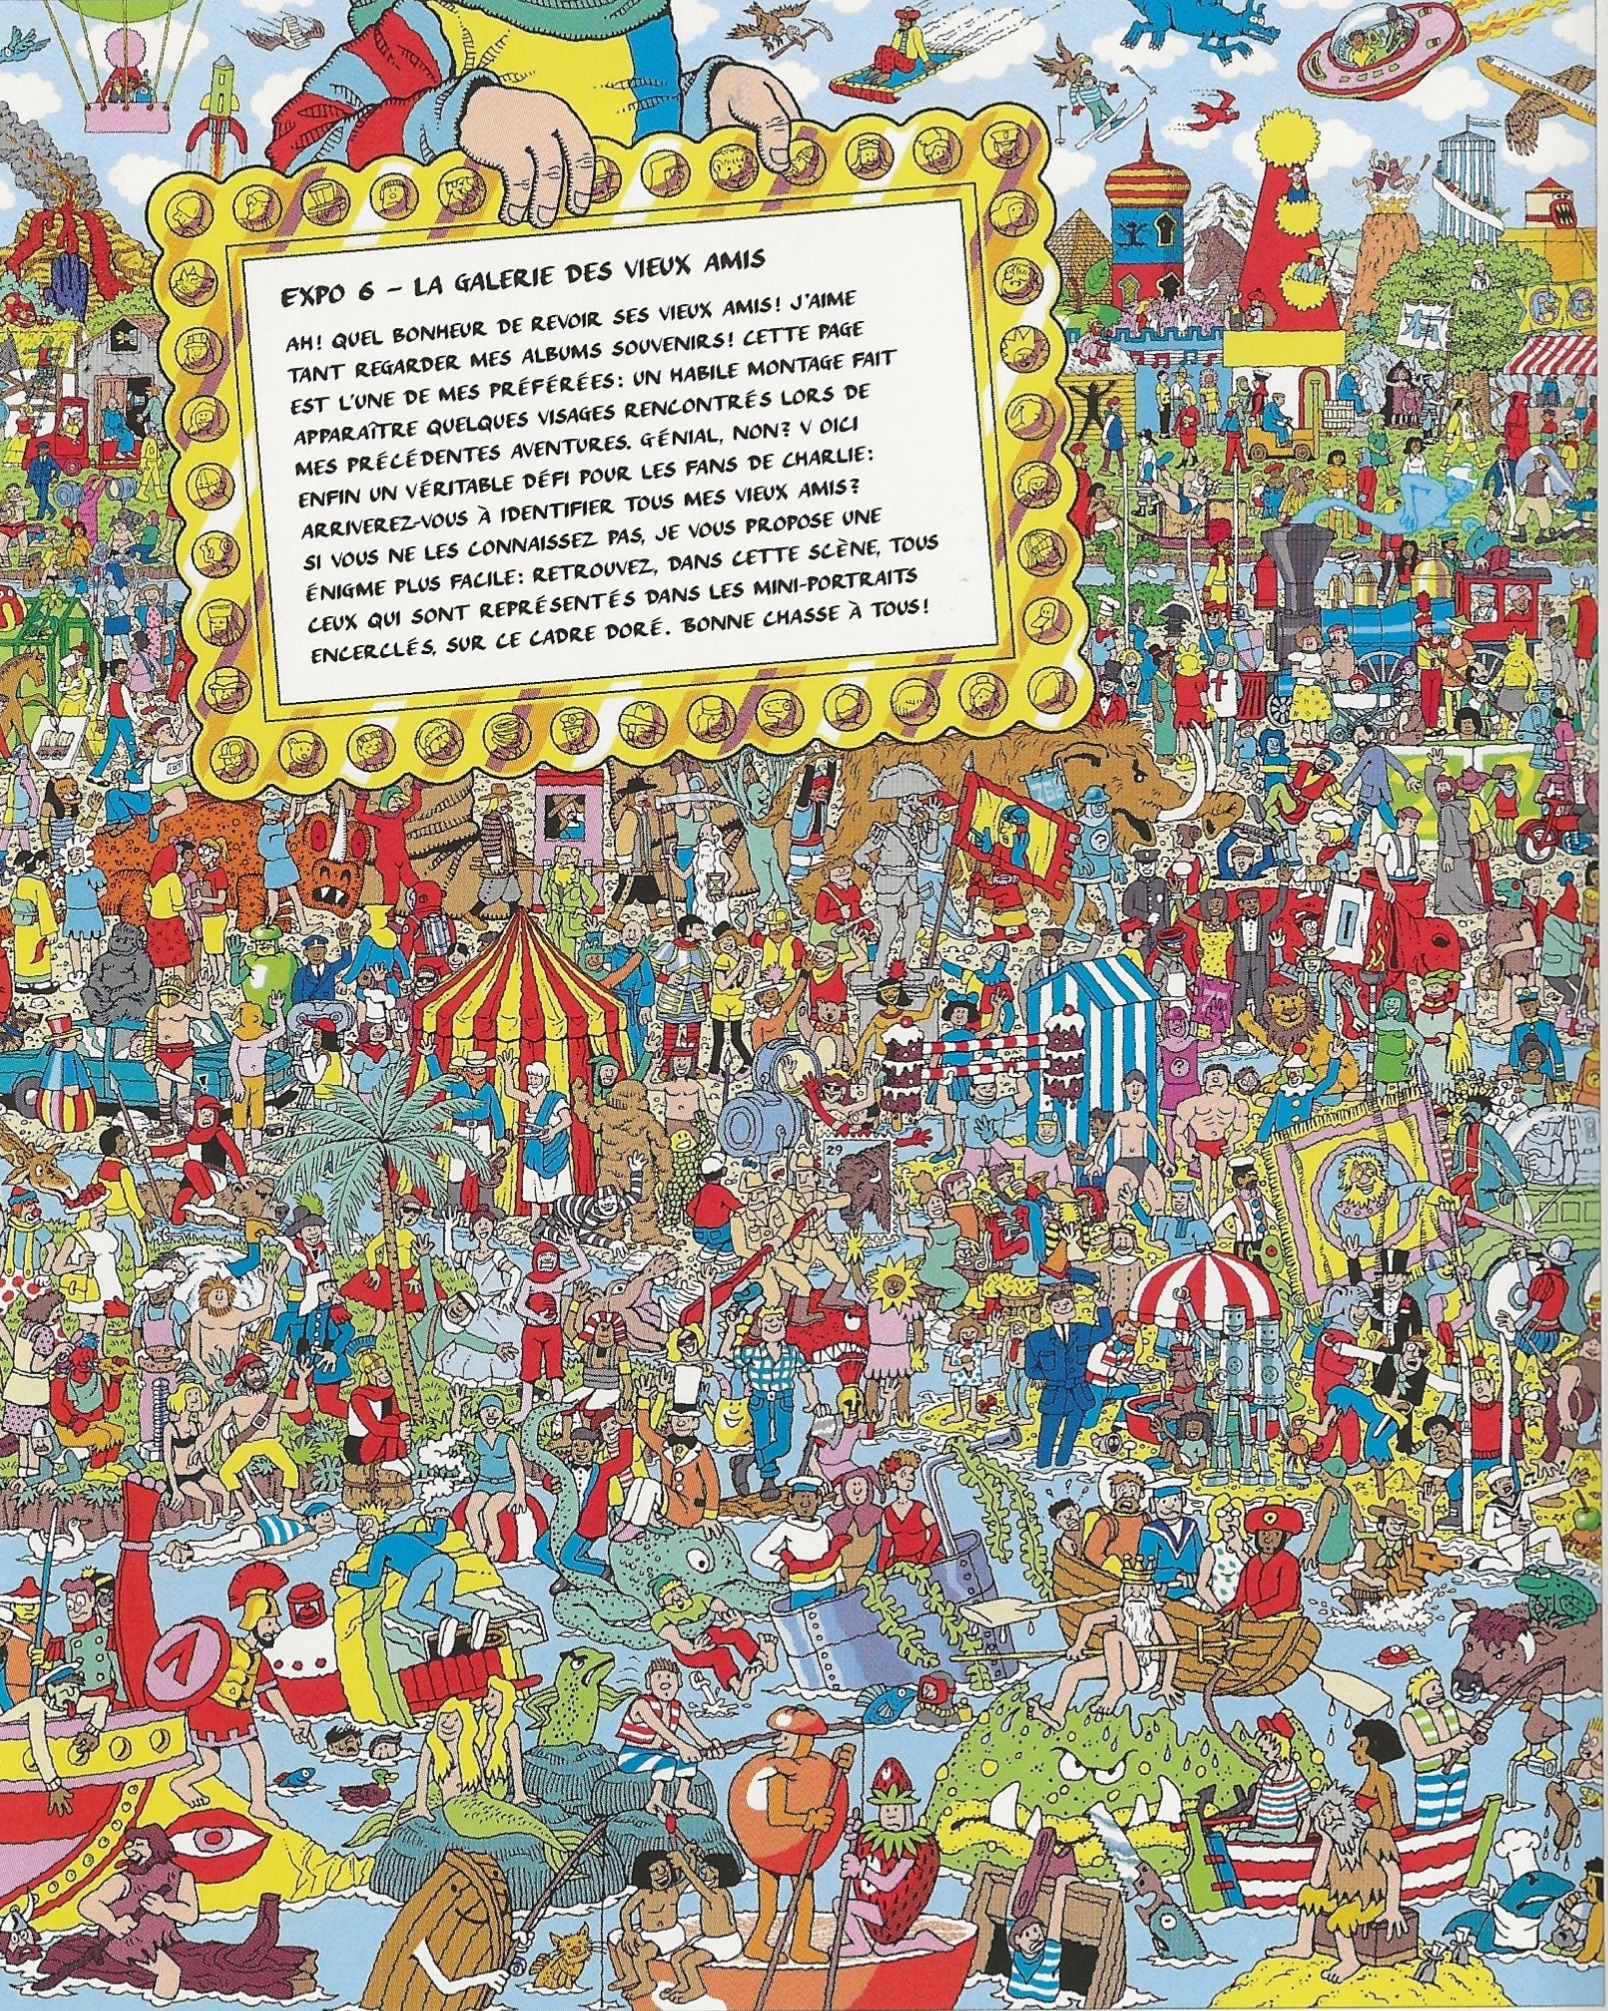 EXPO 6 – LA GALERIE DES VIEUX AMIS
AH! QUEL BONHEUR DE REVOIR SES VIEUX AMIS! J'AIME
TANT REGARDER MES ALBUMS SOUVENIRS! CETTE PAGE
EST L'UNE DE MES PRÉFÉRÉES: UN HABILE MONTAGE FAIT
APPARAÎTRE QUELQUES VISAGES RENCONTRÉS LORS DE
MES PRÉCÉDENTES AVENTURES. GÉNIAL, NON? V OICI
ENFIN UN VÉRITABLE DÉFI POUR LES FANS DE CHARLIE:
ARRIVEREZ-VOUS À IDENTIFIER TOUS MES VIEUX AMIS?
SI VOUS NE LES CONNAISSEZ PAS, JE VOUS PROPOSE UNE
ÉNIGME PLUS FACILE: RETROUVEZ, DANS CETTE SCÈNE, TOUS
CEUX QUI SONT REPRÉSENTÉS DANS LES MINI-PORTRAITS
ENCERCLÉS, SUR CE CADRE DORÉ. BONNE CHASSE À TOUS!
29